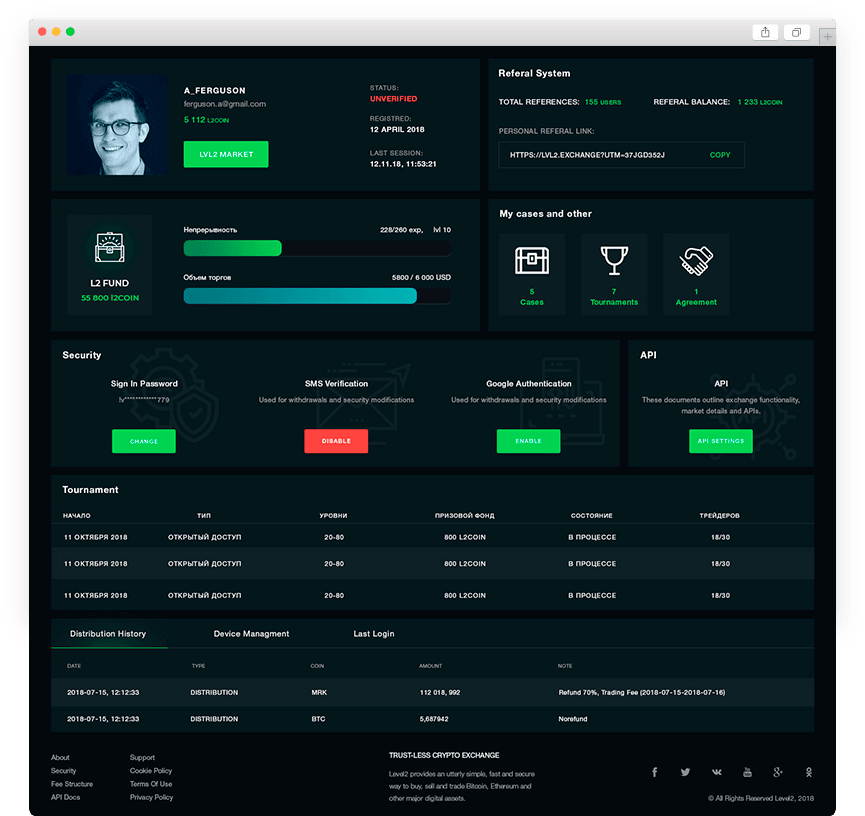 A_FERGUSON
ferguson.a@gmail.com
5 112 L2COIN
LVL2 MARKET
STATUS:
UNVERIFIED
REGISTRED:
12 APRIL 2018
LAST SESSION:
12.11.18, 11:53:21
Referal System
TOTAL REFERENCES: 155 USERS REFERAL BALANCE: 1 233 L2COIN
PERSONAL REFERAL LINK:
HTTPS://LVL2.EXCHANGE?UTM=37JGD352J COPY
L2 FUND
55 800 l2COIN
Непрерывность 228/260 exp, lvl 10
Объем торгов 5800 / 6 000 USD
My cases and other
5 7 1
Cases Tournaments Agreement
Security
Sign In Password SMS Verification Google Authentication
lv************779 Used for withdrawals and security modifications Used for withdrawals and security modifications
CHANGE DISABLE ENABLE
API
API
These documents outline exchange functionality,
market details and APIs.
API SETTINGS
Tournament
НАЧАЛО ТИП УРОВНИ ПРИЗОВОЙ ФОНД СОСТОЯНИЕ ТРЕЙДЕРОВ
11 ОКТЯБРЯ 2018 ОТКРЫТЫЙ ДОСТУП 20-80 800 L2COIN В ПРОЦЕССЕ 18/30
11 ОКТЯБРЯ 2018 ОТКРЫТЫЙ ДОСТУП 20-80 800 L2COIN В ПРОЦЕССЕ 18/30
11 ОКТЯБРЯ 2018 ОТКРЫТЫЙ ДОСТУП 20-80 800 L2COIN В ПРОЦЕССЕ 18/30
Distribution History Device Managment Last Login
DATE TYPE COIN AMOUNT NOTE
2018-07-15, 12:12:33 DISTRIBUTION MRK 112 018, 992 Refund 70%, Trading Fee (2018-07-15-2018-07-16)
2018-07-15, 12:12:33 DISTRIBUTION BTC 5,687942 Norefund
About Support
Security Cookie Policy
Fee Structure Terms Of Use
API Docs Privacy Policy
TRUST-LESS CRYPTO EXCHANGE
Level2 provides an utterly simple, fast and secure
way to buy, sell and trade Bitcoin, Ethereum and
other major digital assets.
© All Rights Reserved Level2, 2018